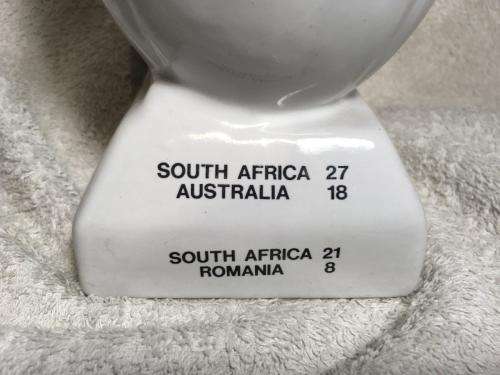 SOUTH AFRICA 27
AUSTRALIA 18
SOUTH AFRICA 21
ROMANIA 8